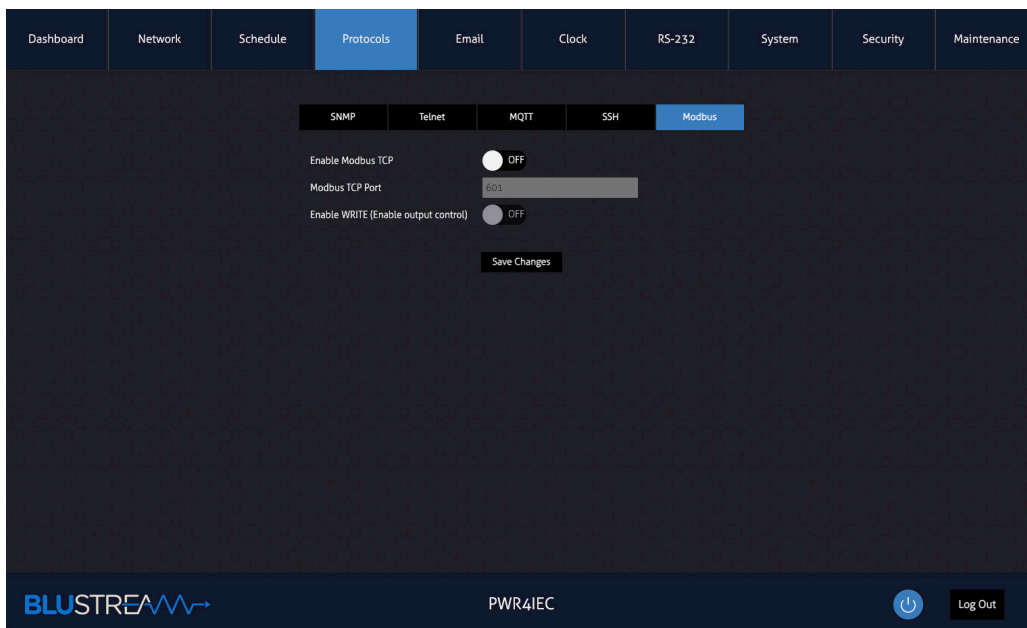 Dashboard Network Schedule Protocols Email Clock RS-232 System Security Maintenance
SNMP Telnet MQTT SSH Modbus
Enable Modbus TCP OFF
Modbus TCP Port 601
Enable WRITE (Enable output control) OFF
Save Changes
BLUSTREAM PWR4IEC Log Out